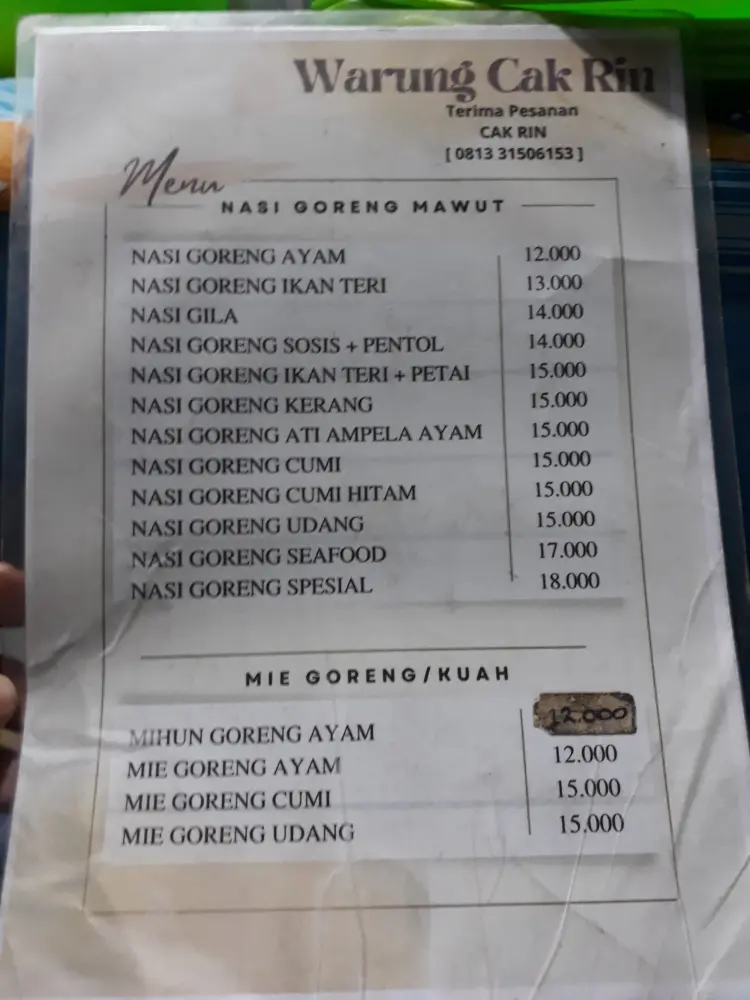 Warung Cak Rin
Terima Pesanan
CAK RIN
[ 0813 31506153 ]
Menu
NASI GORENG MAWUT
NASI GORENG AYAM 12.000
NASI GORENG IKAN TERI 13.000
NASI GILA 14.000
NASI GORENG SOSIS + PENTOL 14.000
NASI GORENG IKAN TERI + PETAI 15.000
NASI GORENG KERANG 15.000
NASI GORENG ATI AMPELA AYAM 15.000
NASI GORENG CUMI 15.000
NASI GORENG CUMI HITAM 15.000
NASI GORENG UDANG 15.000
NASI GORENG SEAFOOD 17.000
NASI GORENG SPESIAL 18.000
MIE GORENG/KUAH
MIHUN GORENG AYAM 12.000
MIE GORENG AYAM 12.000
MIE GORENG CUMI 15.000
MIE GORENG UDANG 15.000